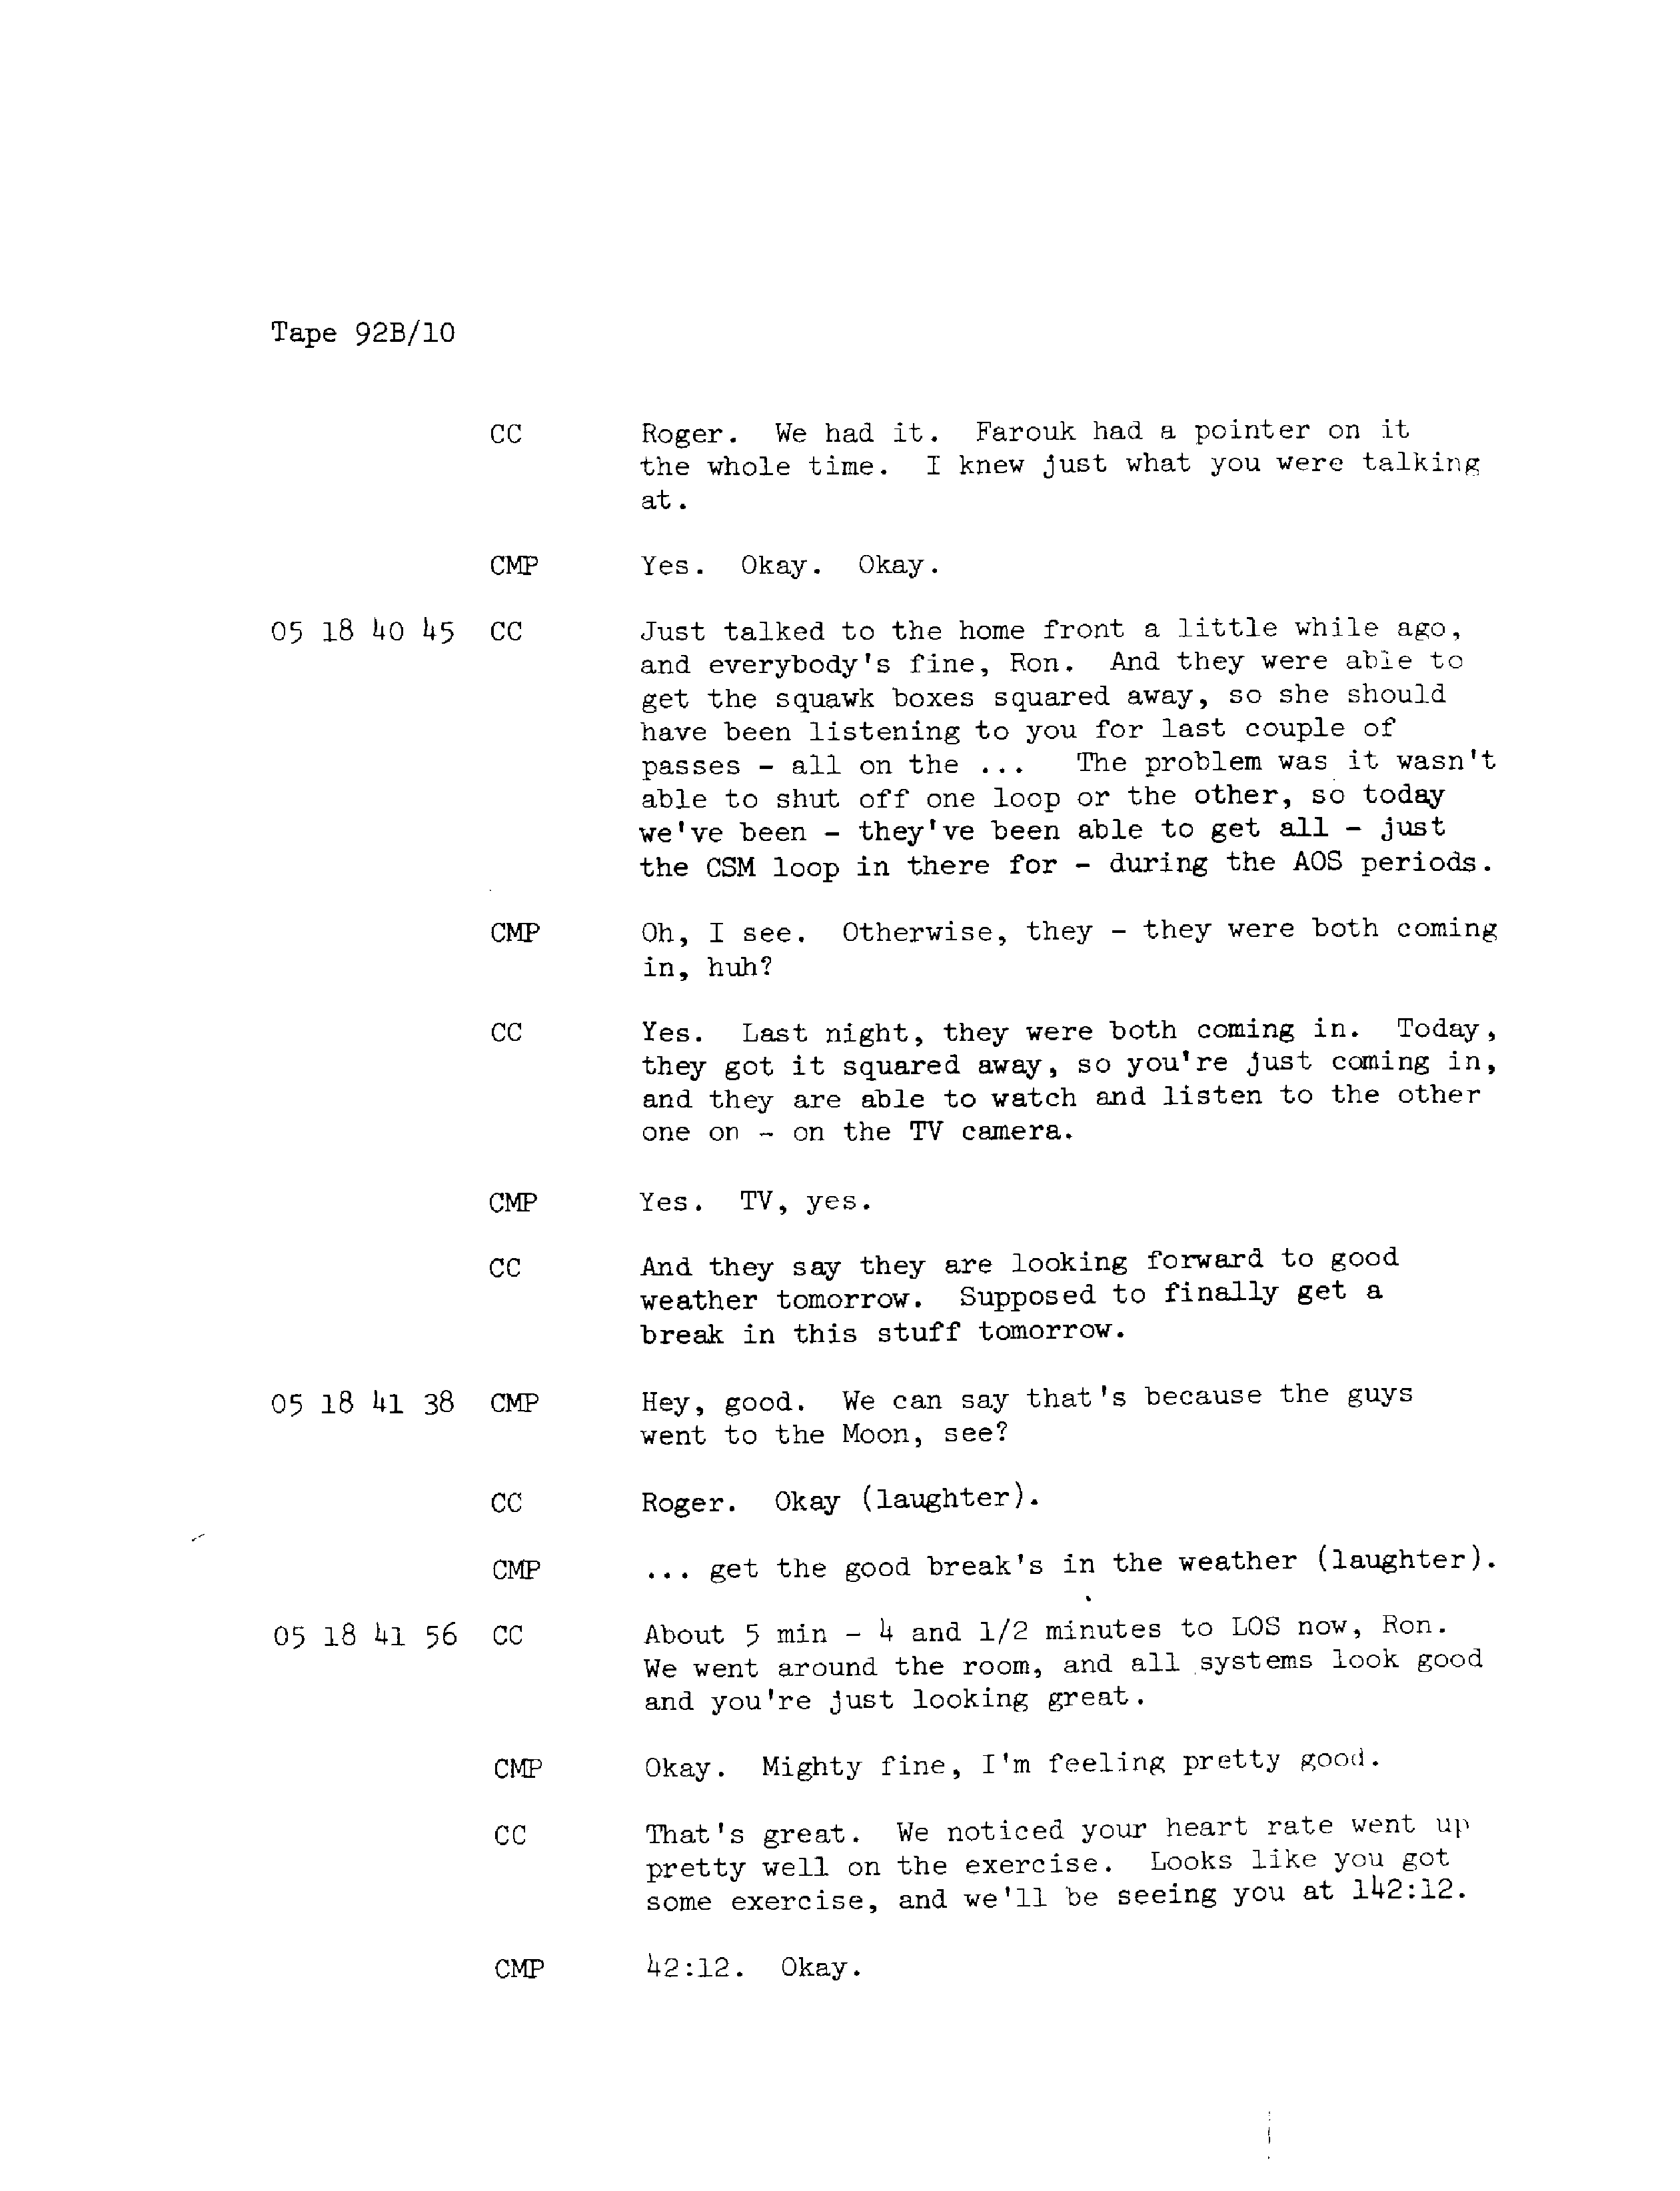 Tape 92B/10
CC Roger. We had it. Farouk had a pointer on it
the whole time. I knew just what you were talking
at.
CMP Yes. Okay. Okay.
05 18 40 45 CC Just talked to the home front a little while ago,
and everybody's fine, Ron. And they were able to
get the squawk boxes squared away, so she should
have been listening to you for last couple of
passes - all on the ... The problem was it wasn't
able to shut off one loop or the other, so today
we've been - they've been able to get all - just
the CSM loop in there for - during the AOS periods.
CMP Oh, I see. Otherwise, they - they were both coming
in, huh?
CC Yes. Last night, they were both coming in. Today,
they got it squared away, so you're just coming in,
and they are able to watch and listen to the other
one on - on the TV camera.
CMP Yes. TV, yes.
CC And they say they are looking forward to good
weather tomorrow. Supposed to finally get a
break in this stuff tomorrow.
05 18 41 38 CMP Hey, good. We can say that's because the guys
went to the Moon, see?
CC Roger. Okay (laughter).
CMP ... get the good break's in the weather (laughter).
05 18 41 56 CC About 5 min - 4 and 1/2 minutes to LOS now, Ron.
We went around the room, and all systems look good
and you're just looking great.
CMP Okay. Mighty fine, I'm feeling pretty good.
CC That's great. We noticed your heart rate went up
pretty well on the exercise. Looks like you got
some exercise, and we'll be seeing you at 142:12.
CMP 42:12. Okay.